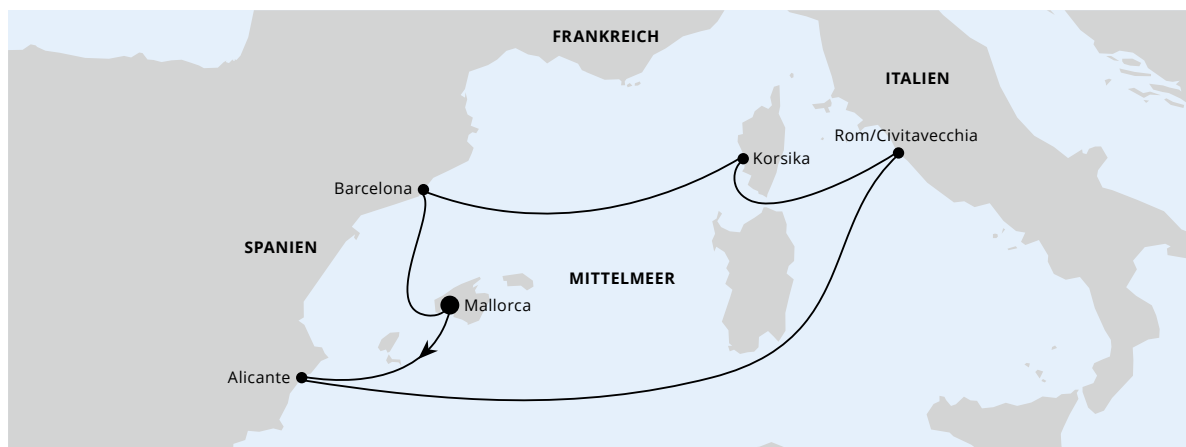 FRANKREICH
ITALIEN
Rom/Civitavecchia
Korsika
Barcelona
SPANIEN
MITTELMEER
Mallorca
Alicante